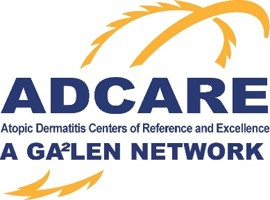 ADCARE
Atopic Dermatitis Centers of Reference and Excellence
A GA²LEN NETWORK